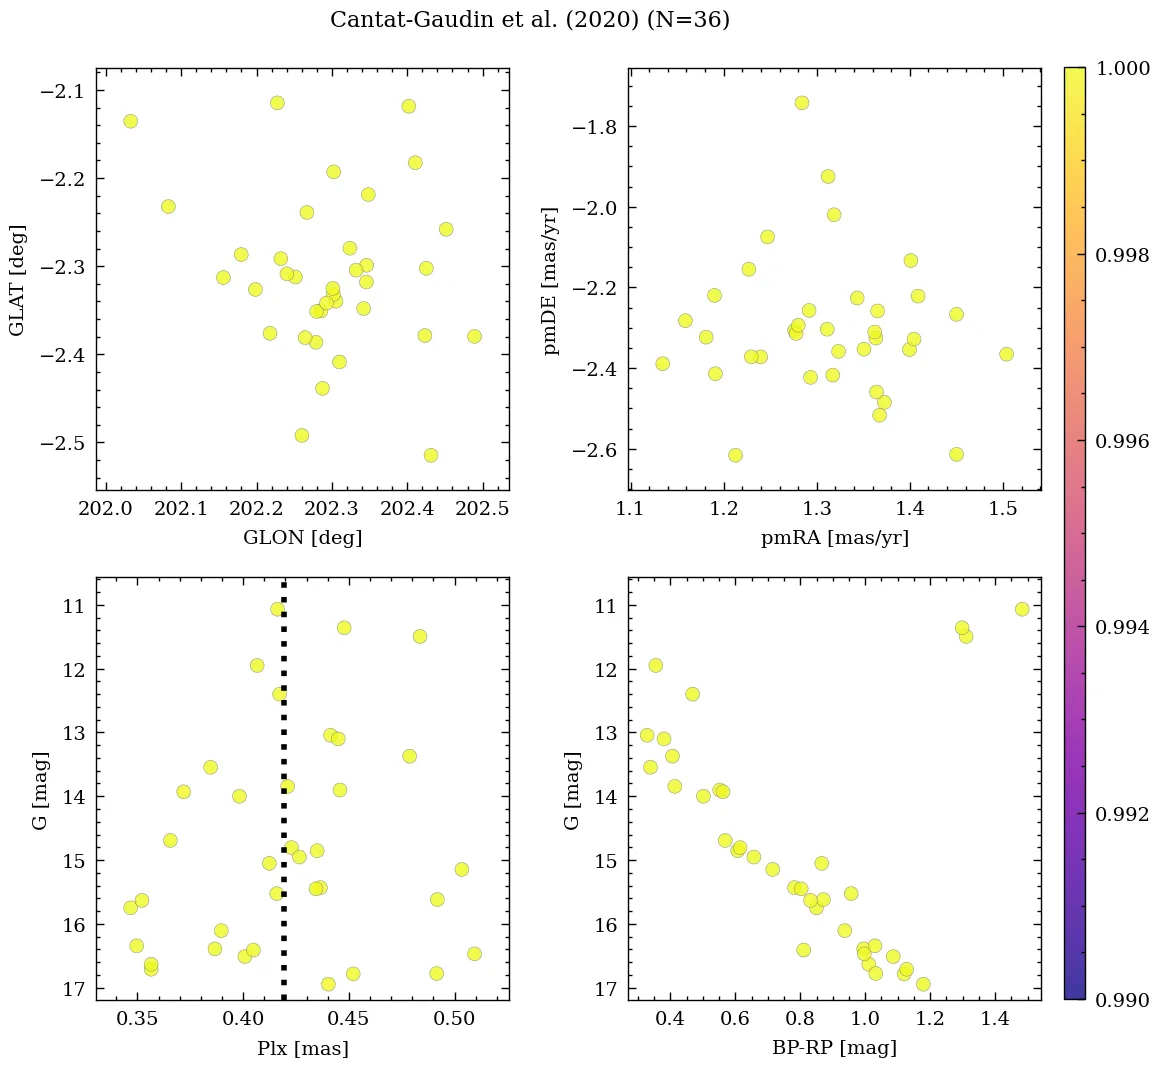 Cantat-Gaudin et al. (2020) (N=36)
−2.1
−2.2
−2.3
−2.4
−2.5
GLAT [deg]
202.0 202.1 202.2 202.3 202.4 202.5
GLON [deg]
−1.8
−2.0
−2.2
−2.4
−2.6
pmDE [mas/yr]
1.1 1.2 1.3 1.4 1.5
pmRA [mas/yr]
11
12
13
14
15
16
17
G [mag]
0.35 0.40 0.45 0.50
Plx [mas]
11
12
13
14
15
16
17
G [mag]
0.4 0.6 0.8 1.0 1.2 1.4
BP-RP [mag]
1.000
0.998
0.996
0.994
0.992
0.990